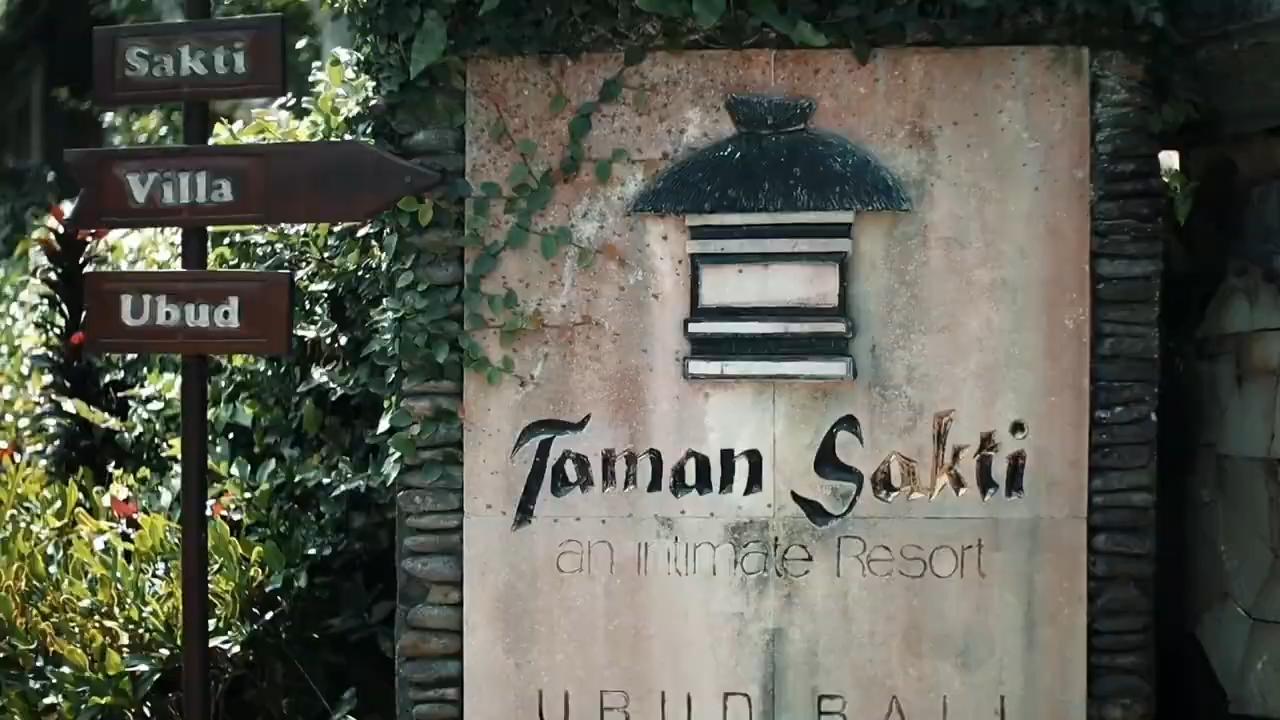 Sakti
Villa
Ubud
Taman Sakti
an intimate Resort
UBUD BALI